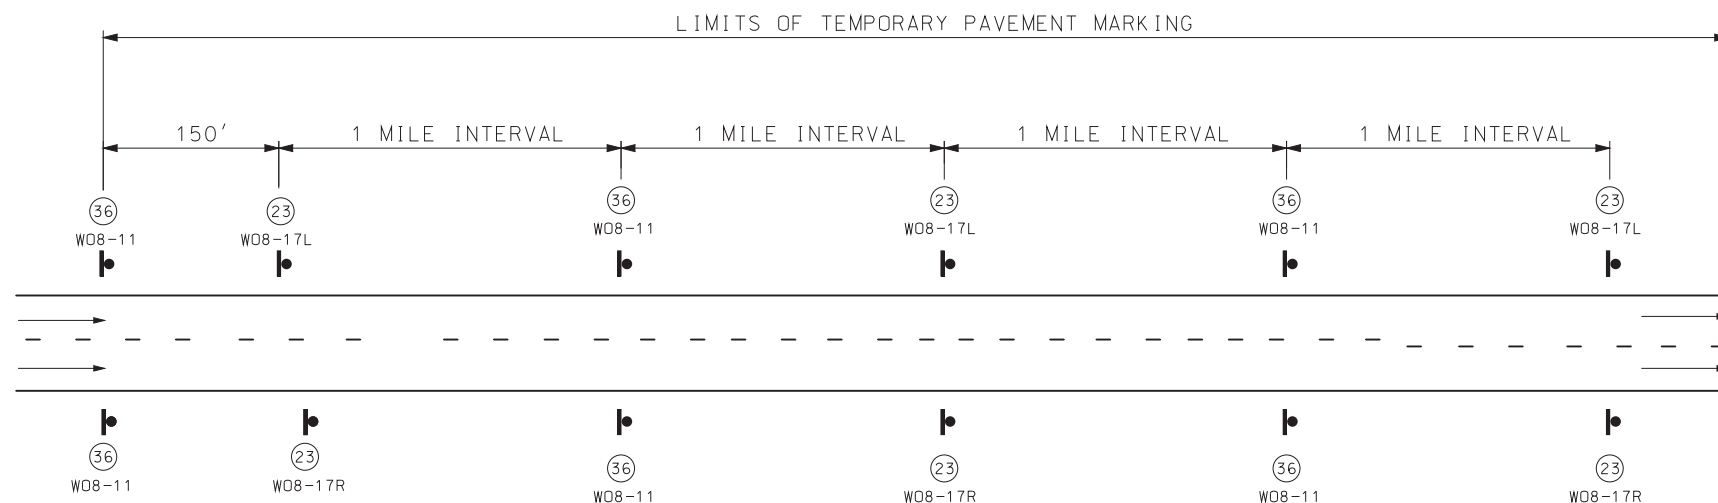 LIMITS OF TEMPORARY PAVEMENT MARKING
150' 1 MILE INTERVAL 1 MILE INTERVAL 1 MILE INTERVAL 1 MILE INTERVAL
36 23 36 23 36 23
WO8-11 WO8-17L WO8-11 WO8-17L WO8-11 WO8-17L
36 23 36 23 36 23
WO8-11 WO8-17R WO8-11 WO8-17R WO8-11 WO8-17R